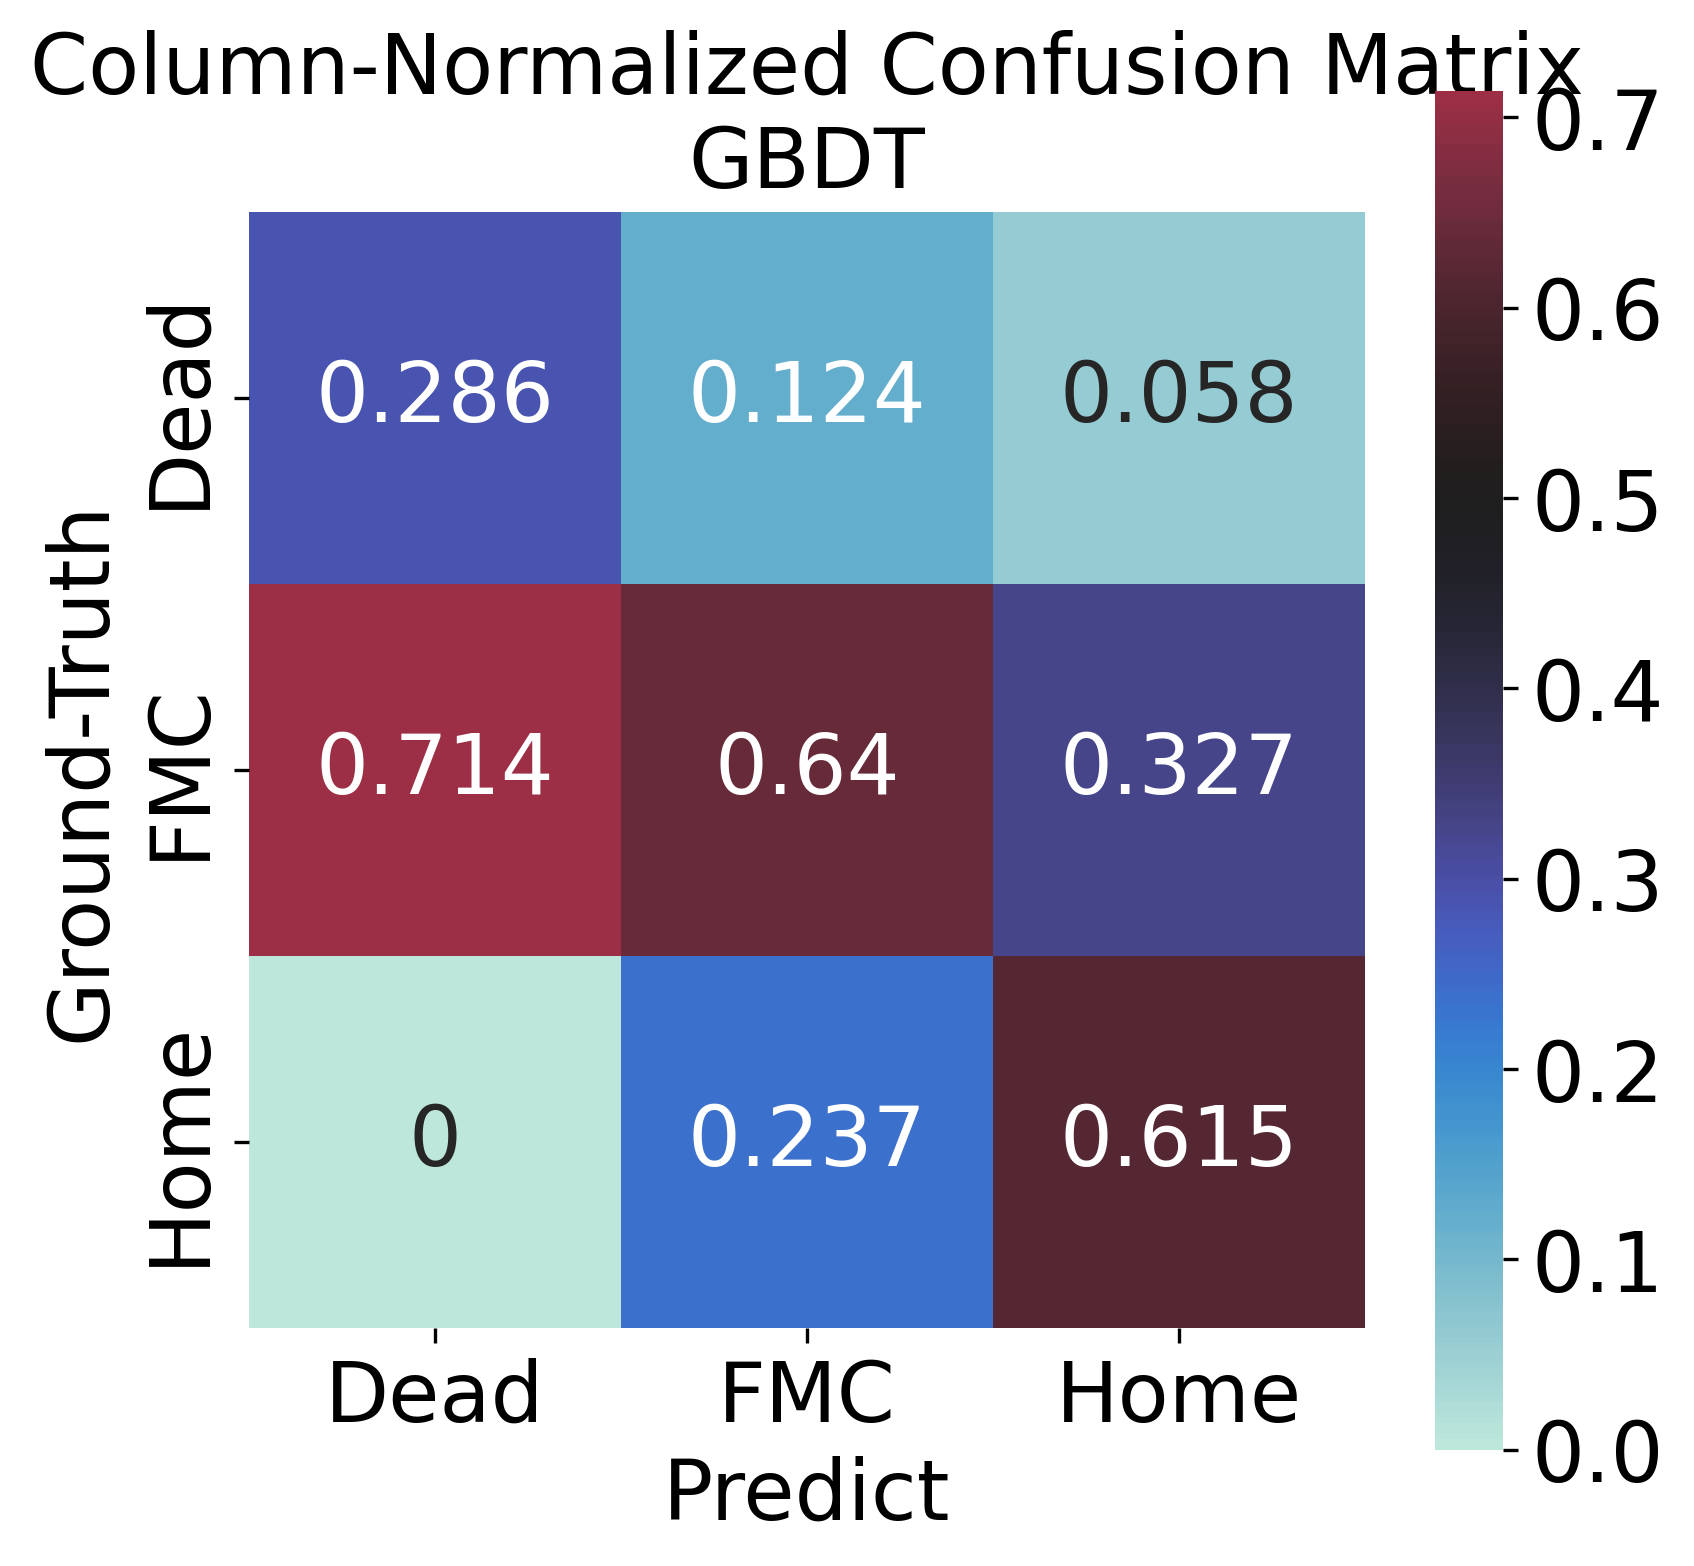 Column-Normalized Confusion Matrix
GBDT
Ground-Truth
Dead
0.286 0.124 0.058
FMC
0.714 0.64 0.327
Home
0 0.237 0.615
Dead FMC Home
Predict
0.7
0.6
0.5
0.4
0.3
0.2
0.1
0.0